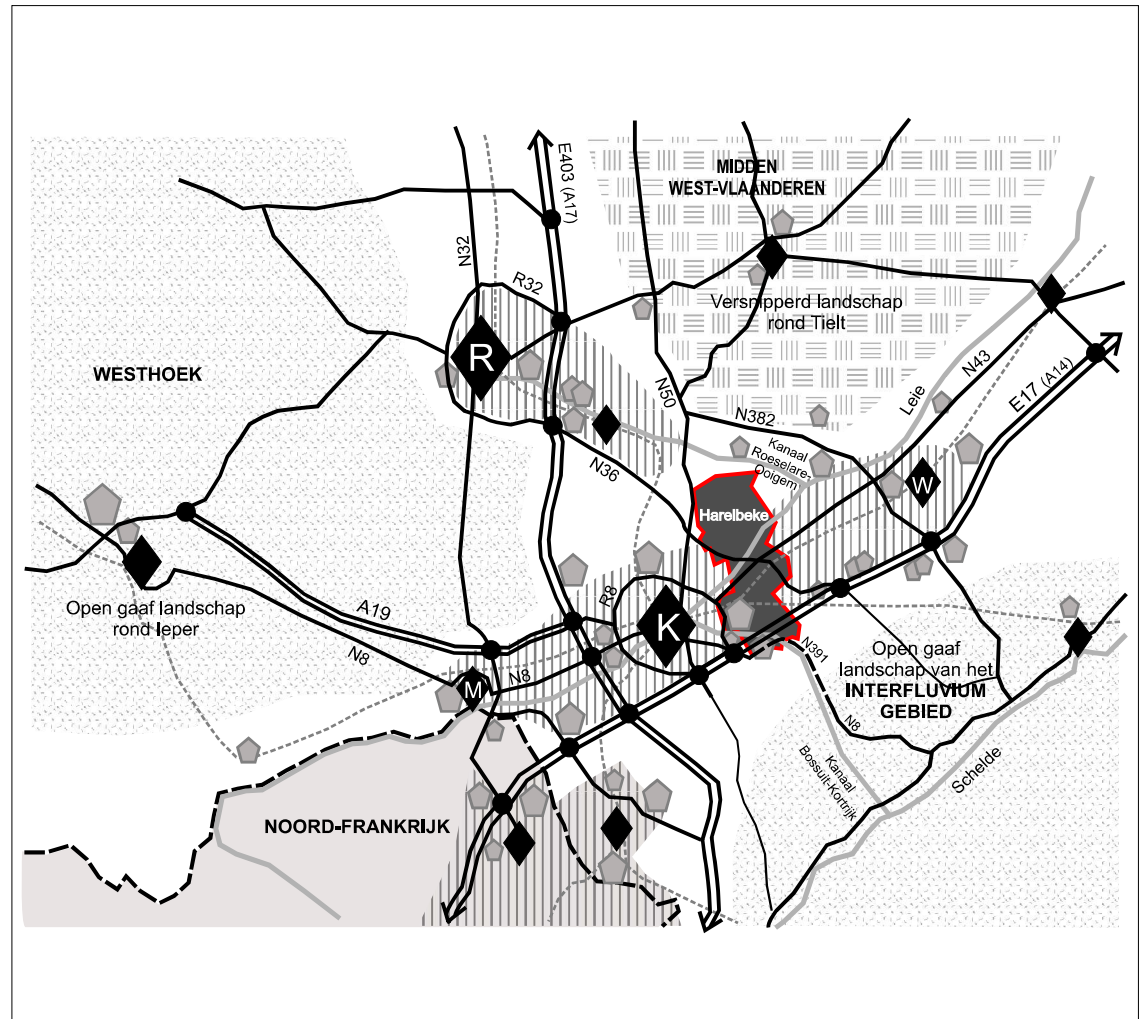 MIDDEN
WEST-VLAANDEREN
E403 (A17)
N32
R32
Versnipperd landschap
rond Tielt
R
WESTHOEK
N50
N43
Leie
E17 (A14)
N382
Kanaal
Roeselare-
Ooigem
N36
W
Harelbeke
Open gaaf landschap
rond Ieper
A19
R8
K
N8
N391
Open gaaf
landschap van het
INTERFLUVIUM
GEBIED
M
N8
N8
Kanaal
Bossuit-Kortrijk
Schelde
NOORD-FRANKRIJK